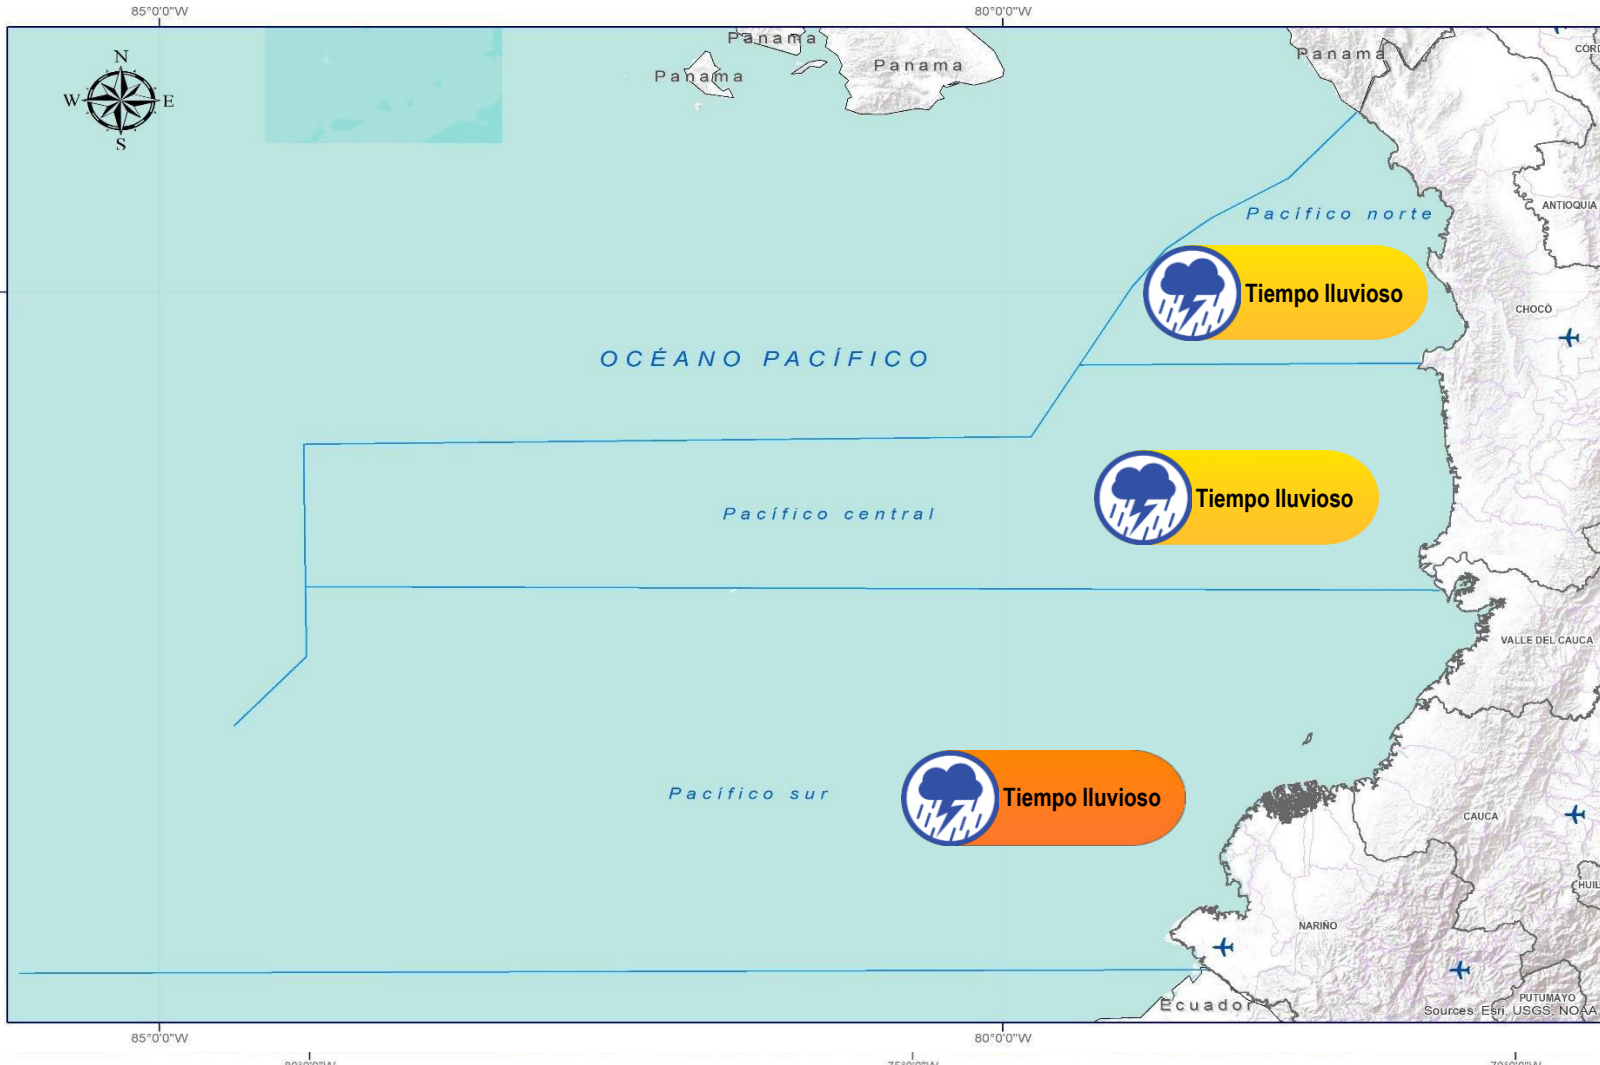 85°0'0"W
80°0'0"W
N
W
E
S
Panama
Panama
Panama
Panama
ANTIOQUIA
Pacífico norte
Tiempo lluvioso
CHOCÓ
OCÉANO PACÍFICO
Tiempo lluvioso
Pacífico central
VALLE DEL CAUCA
Pacífico sur
Tiempo lluvioso
CAUCA
HUIL
NARIÑO
PUTUMAYO
Ecuador
Sources: Esri, USGS, NOAA
85°0'0"W
80°0'0"W